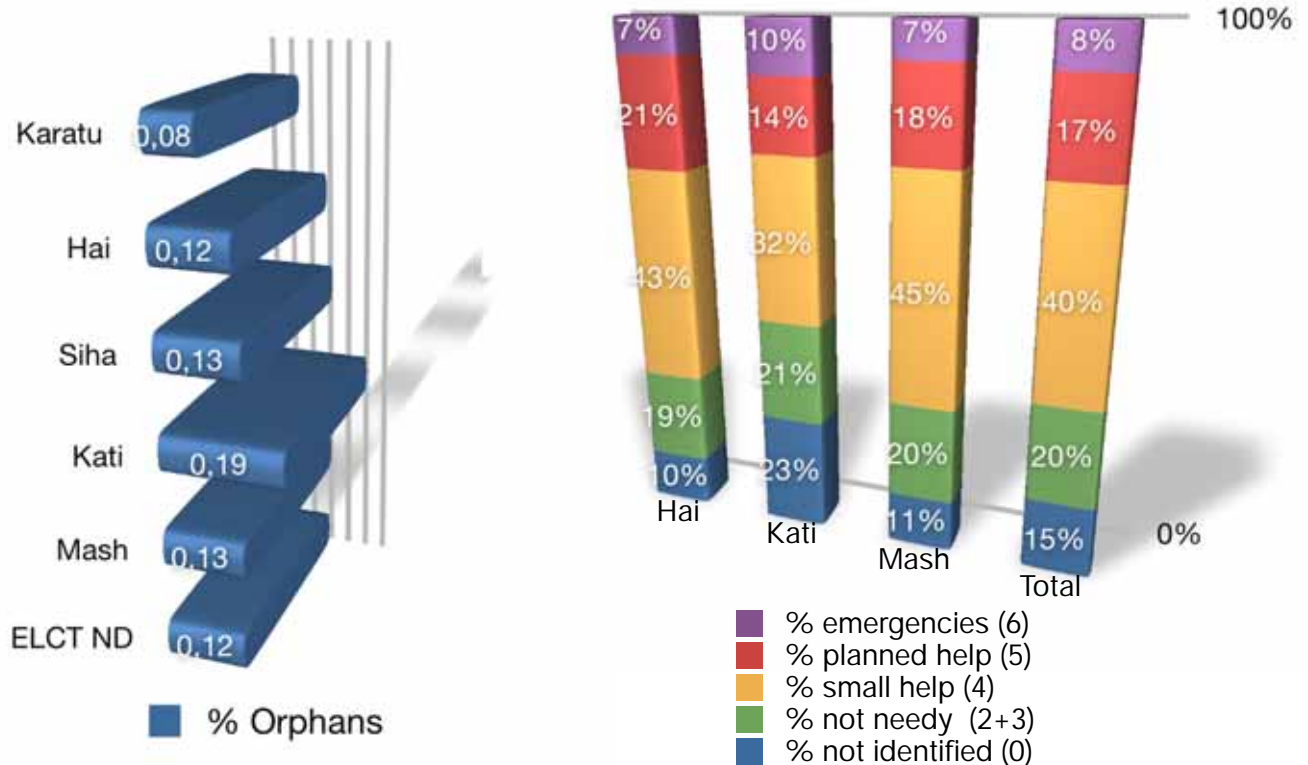 Karatu 0,08
Hai 0,12
Siha 0,13
Kati 0,19
Mash 0,13
ELCT ND 0,12
% Orphans
100%
7% 10% 7% 8%
21% 14% 18% 17%
43% 32% 45% 40%
19% 21% 20% 20%
10% 23% 11% 15%
0%
Hai
Kati
Mash
Total
% emergencies (6)
% planned help (5)
% small help (4)
% not needy (2+3)
% not identified (0)